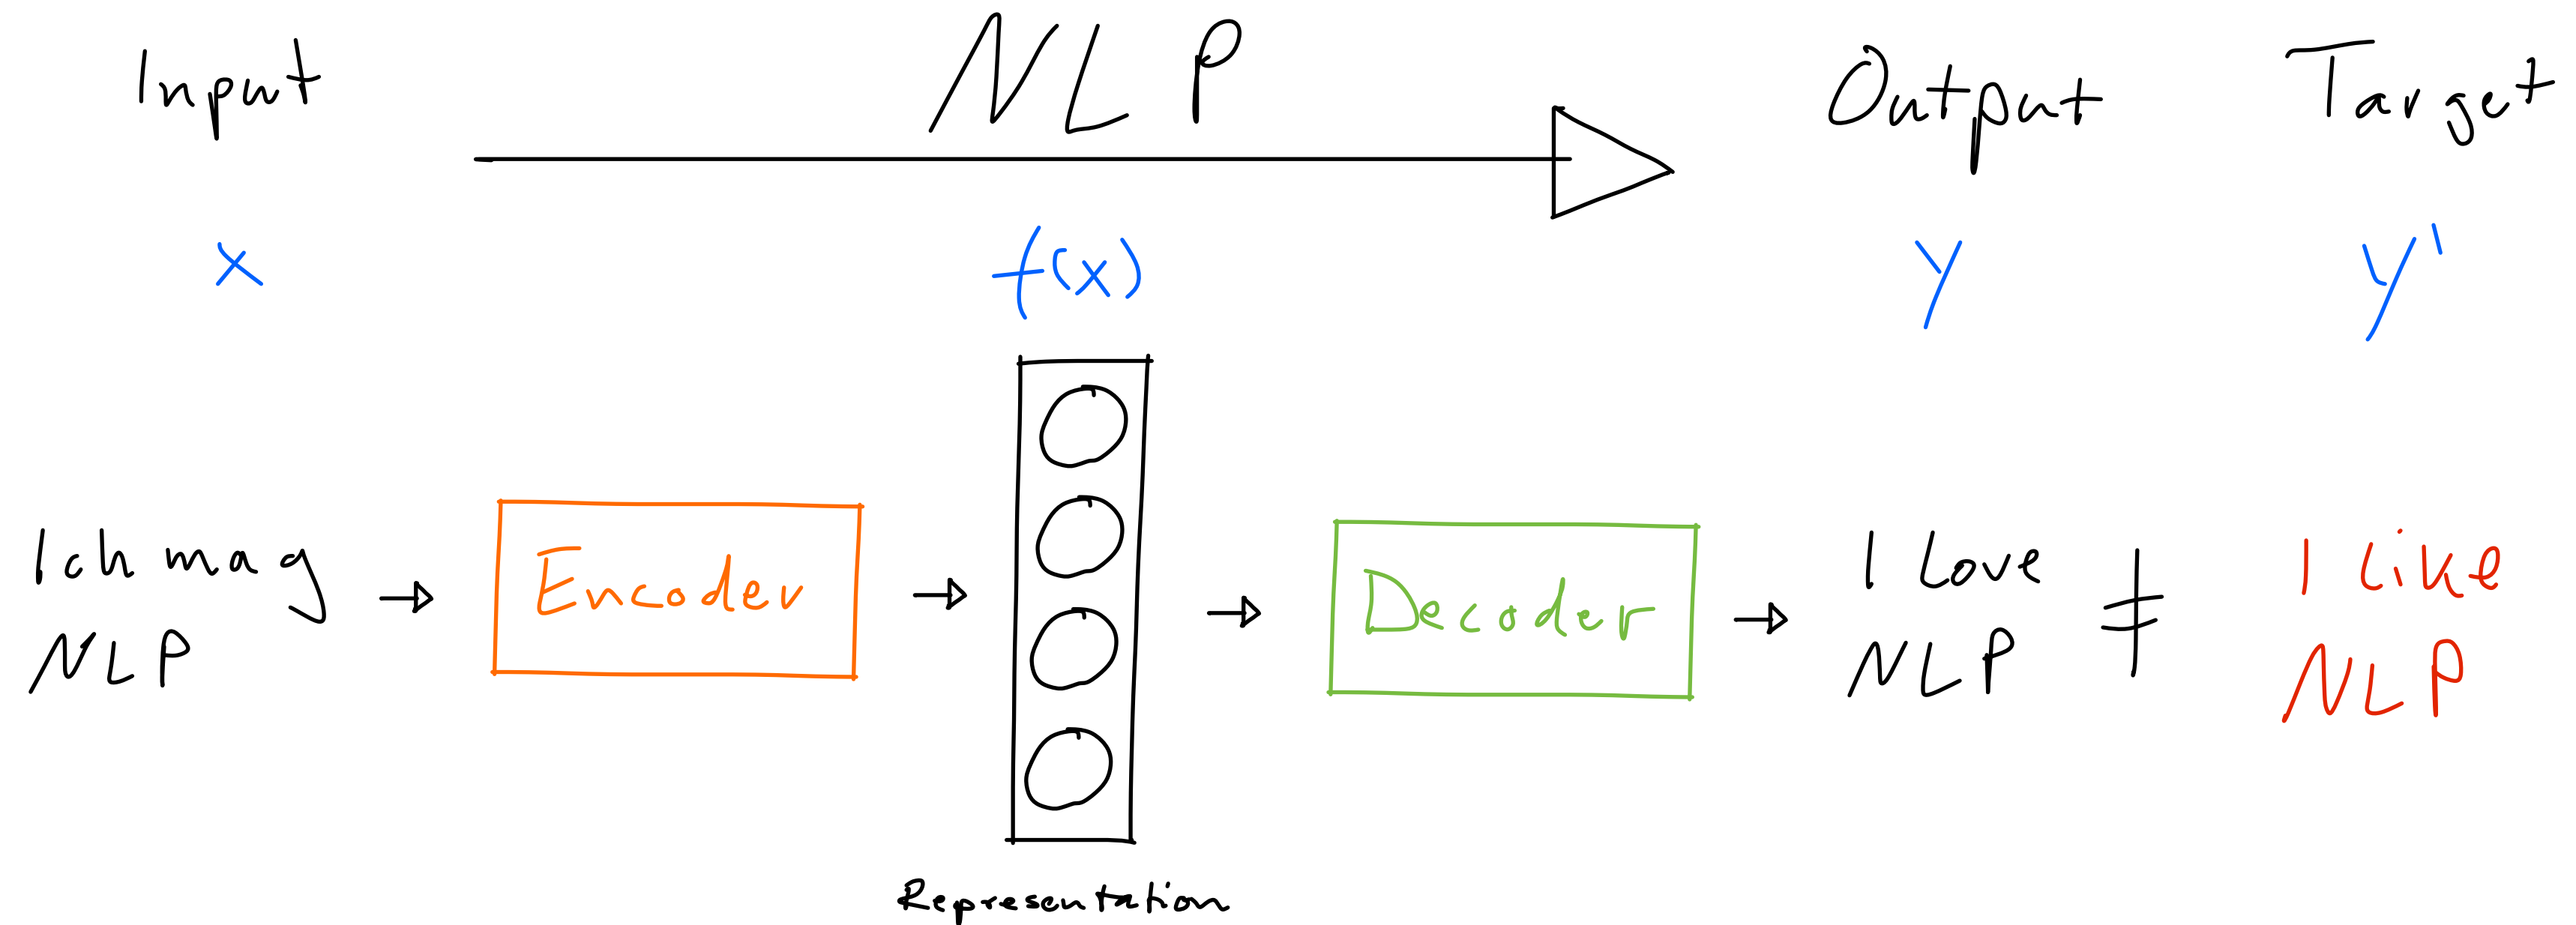 Input
NLP
Output
Target
x
f(x)
y
y'
Ich mag
NLP
Encoder
Decoder
I love
NLP
≠
I like
NLP
Representation